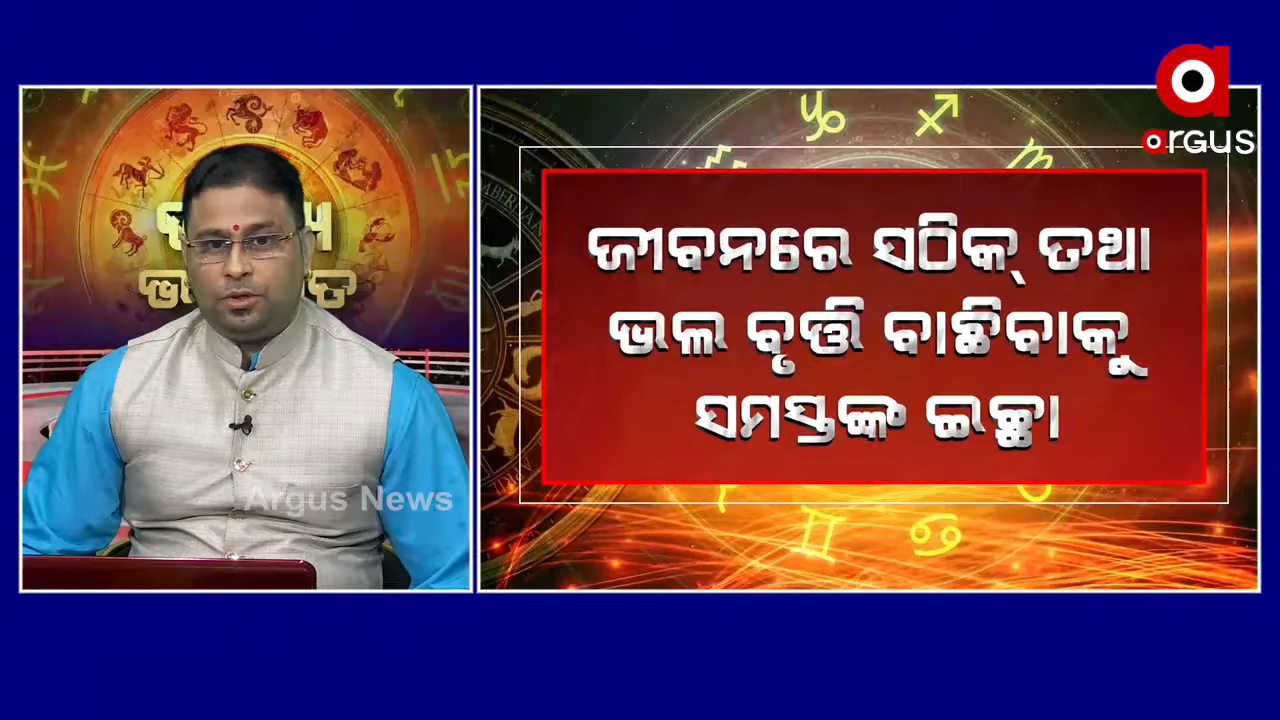 argus
ଜୀବନରେ ସଠିକ୍ ତଥା
ଭଲ ବୃତ୍ତି ବାଛିବାକୁ
ସମସ୍ତଙ୍କ ଇଚ୍ଛା
Argus News